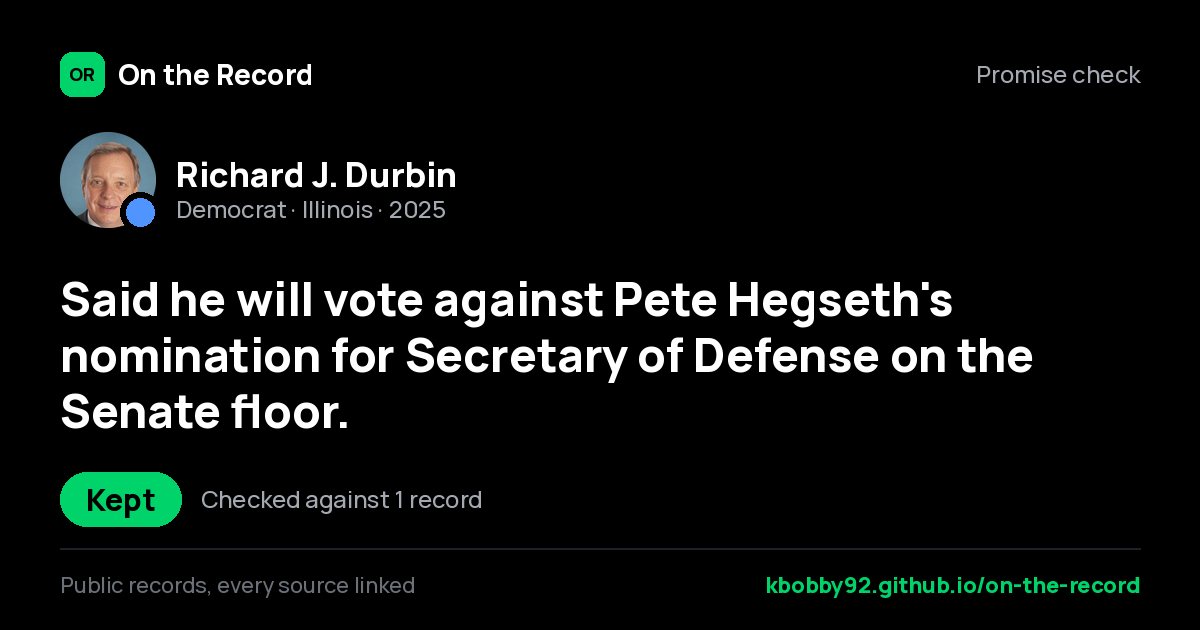 OR On the Record
Promise check
Richard J. Durbin
Democrat · Illinois · 2025
Said he will vote against Pete Hegseth's
nomination for Secretary of Defense on the
Senate floor.
Kept Checked against 1 record
Public records, every source linked
kbobby92.github.io/on-the-record